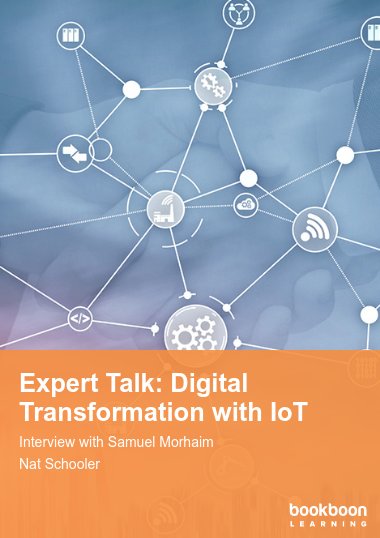 Expert Talk: Digital
Transformation with IoT
Interview with Samuel Morhaim
Nat Schooler
bookboon
LEARNING